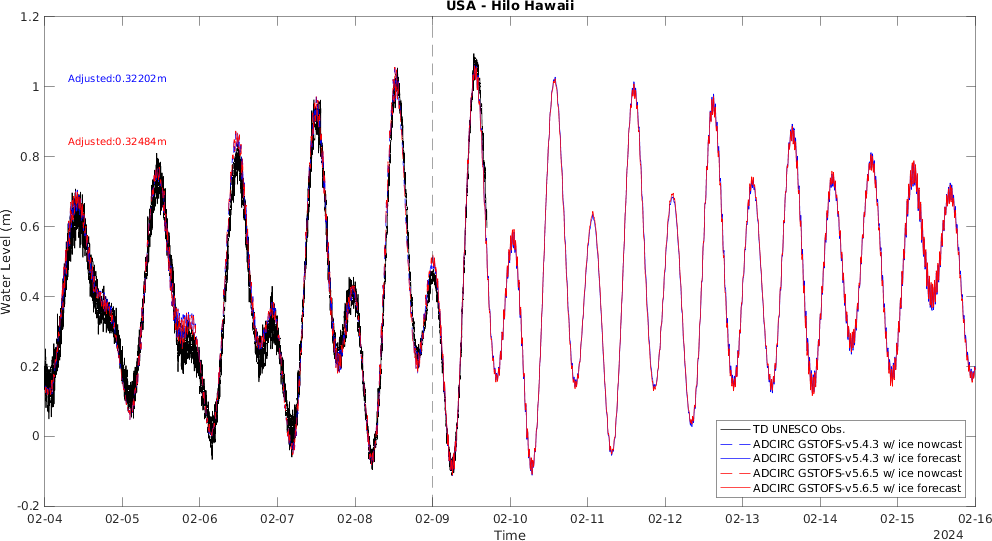 USA - Hilo Hawaii
1.2
1
0.8
0.6
0.4
0.2
0
-0.2
Water Level (m)
Adjusted:0.32202m
Adjusted:0.32484m
TD UNESCO Obs.
ADCIRC GSTOFS-v5.4.3 w/ ice nowcast
ADCIRC GSTOFS-v5.4.3 w/ ice forecast
ADCIRC GSTOFS-v5.6.5 w/ ice nowcast
ADCIRC GSTOFS-v5.6.5 w/ ice forecast
02-04 02-05 02-06 02-07 02-08 02-09 02-10 02-11 02-12 02-13 02-14 02-15 02-16
Time
2024